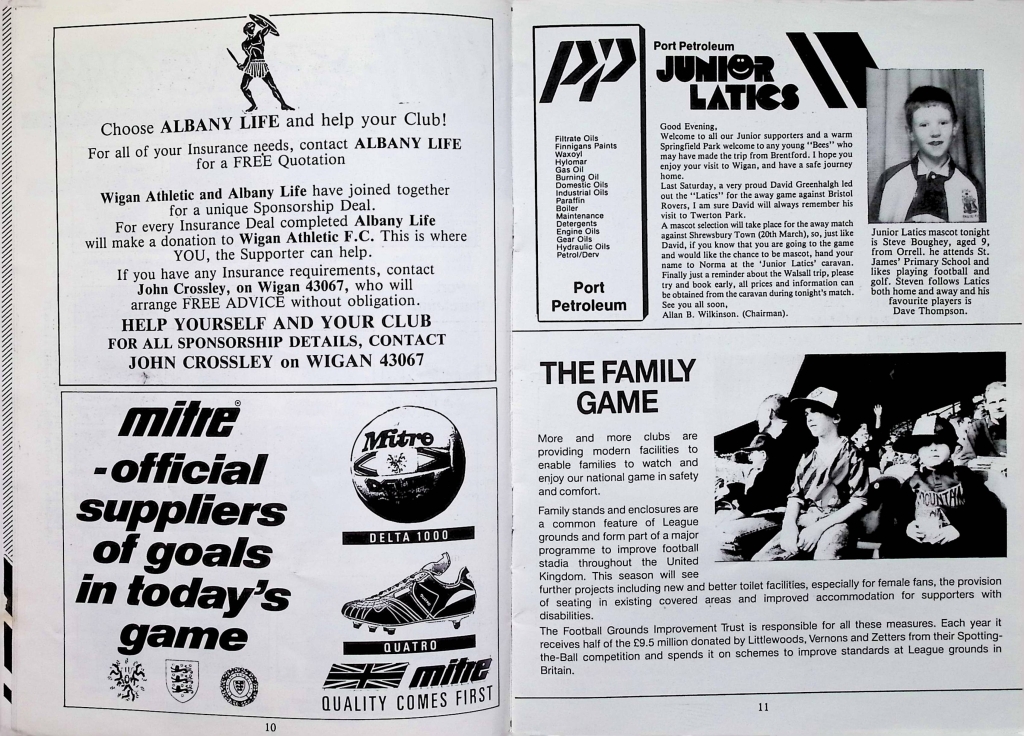 Choose ALBANY LIFE and help your Club!
For all of your Insurance needs, contact ALBANY LIFE
for a FREE Quotation
Wigan Athletic and Albany Life have joined together
for a unique Sponsorship Deal.
For every Insurance Deal completed Albany Life
will make a donation to Wigan Athletic F.C. This is where
YOU, the Supporter can help.
If you have any Insurance requirements, contact
John Crossley, on Wigan 43067, who will
arrange FREE ADVICE without obligation.
HELP YOURSELF AND YOUR CLUB
FOR ALL SPONSORSHIP DETAILS, CONTACT
JOHN CROSSLEY on WIGAN 43067
mitre®
-official
suppliers
of goals
in today's
game
Mitre
DELTA 1000
QUATRO
mitre
QUALITY COMES FIRST
10
pp
Filtrate Oils
Finnigans Paints
Waxoyl
Hylomar
Gas Oil
Burning Oil
Domestic Oils
Industrial Oils
Paraffin
Boiler
Maintenance
Detergents
Engine Oils
Gear Oils
Hydraulic Oils
Petrol/Derv
Port
Petroleum
Port Petroleum
JUNIOR
LATICS
Good Evening,
Welcome to all our Junior supporters and a warm
Springfield Park welcome to any young "Bees" who
may have made the trip from Brentford. I hope you
enjoy your visit to Wigan, and have a safe journey
home.
Last Saturday, a very proud David Greenhalgh led
out the "Latics" for the away game against Bristol
Rovers, I am sure David will always remember his
visit to Twerton Park.
A mascot selection will take place for the away match
against Shrewsbury Town (20th March), so, just like
David, if you know that you are going to the game
and would like the chance to be mascot, hand your
name to Norma at the 'Junior Latics' caravan.
Finally just a reminder about the Walsall trip, please
try and book early, all prices and information can
be obtained from the caravan during tonight's match.
See you all soon,
Allan B. Wilkinson. (Chairman).
Junior Latics mascot tonight
is Steve Boughey, aged 9,
from Orrell. he attends St.
James' Primary School and
likes playing football and
golf. Steven follows Latics
both home and away and his
favourite players is
Dave Thompson.
THE FAMILY
GAME
More and more clubs are
providing modern facilities to
enable families to watch and
enjoy our national game in safety
and comfort.
Family stands and enclosures are
a common feature of League
grounds and form part of a major
programme to improve football
stadia throughout the United
Kingdom. This season will see
further projects including new and better toilet facilities, especially for female fans, the provision
of seating in existing covered areas and improved accommodation for supporters with
disabilities.
The Football Grounds Improvement Trust is responsible for all these measures. Each year it
receives half of the £9.5 million donated by Littlewoods, Vernons and Zetters from their Spotting-
the-Ball competition and spends it on schemes to improve standards at League grounds in
Britain.
11